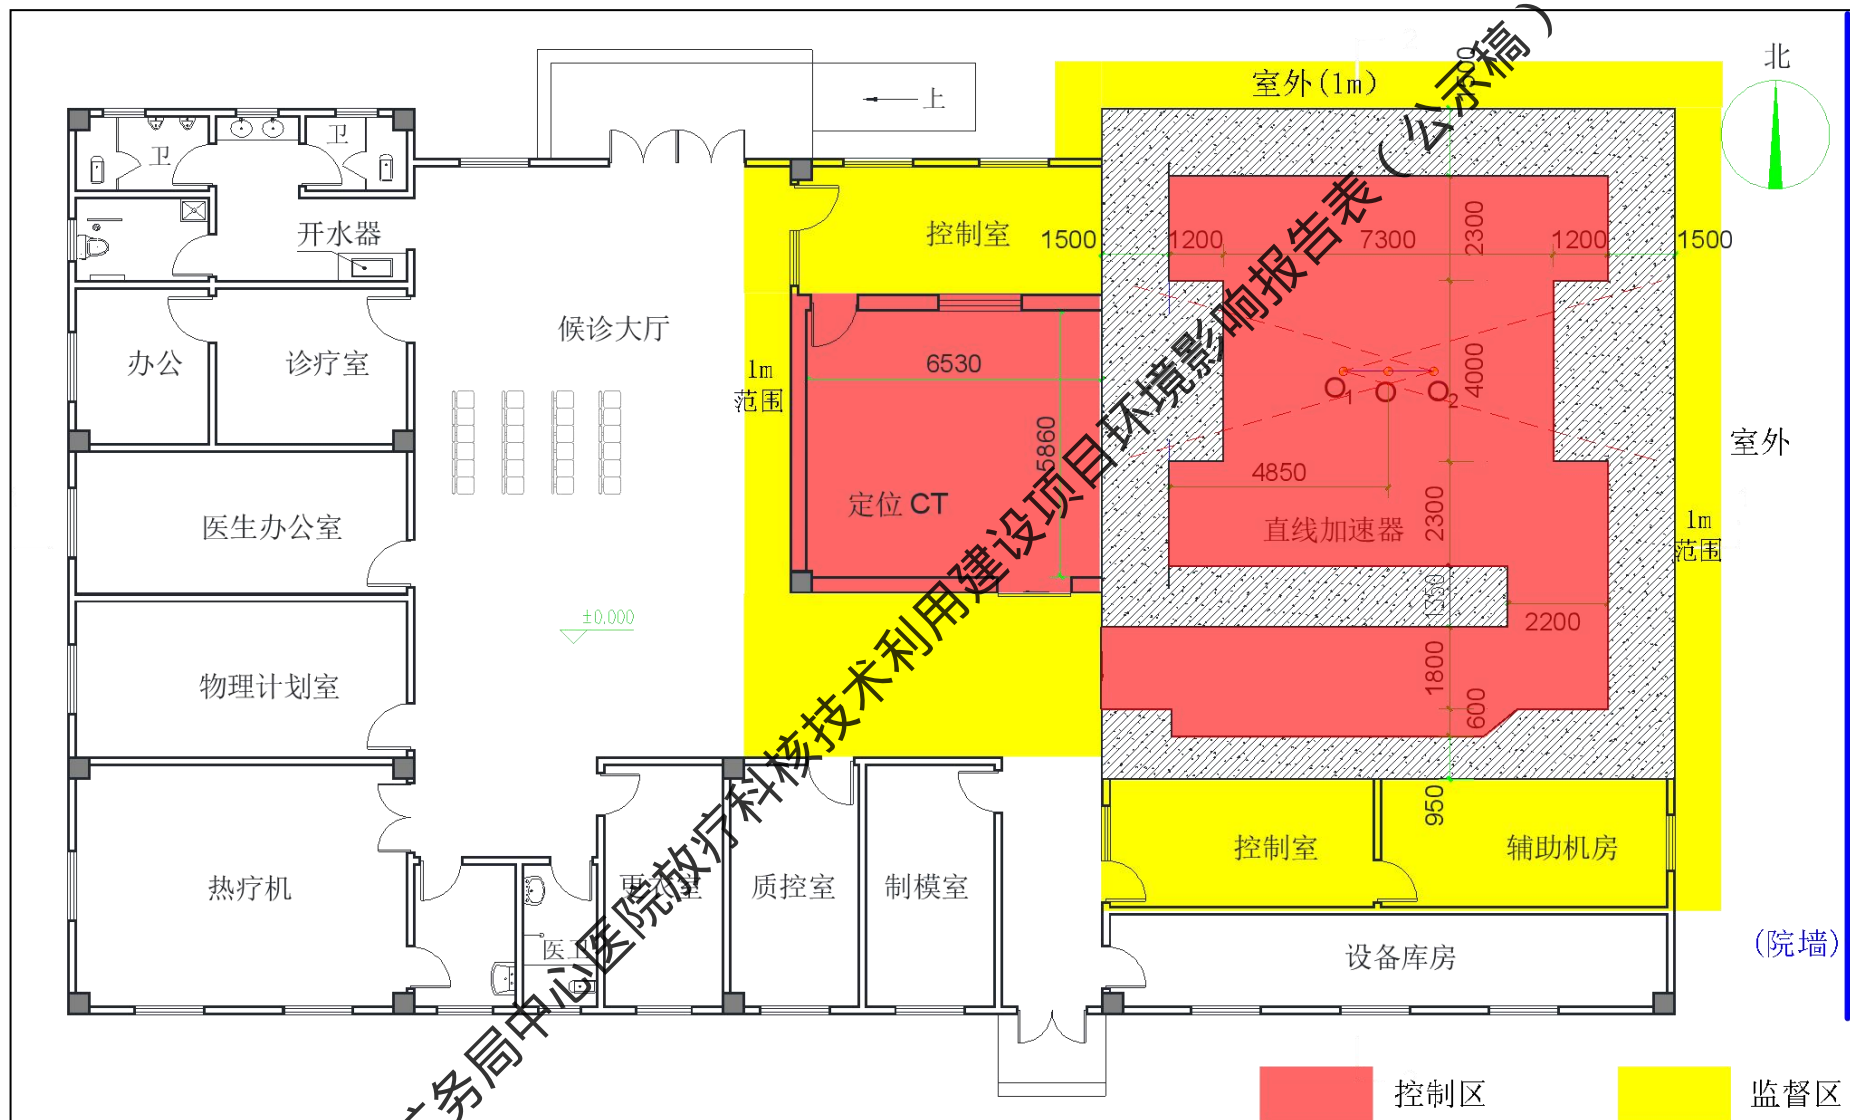 室外(1m)
北
上
卫
卫
开水器
控制室
1500
1200
7300
2300
1200
1500
候诊大厅
办公
诊疗室
1m
范围
6530
5860
定位 CT
O1
O
O2
4000
4850
2300
直线加速器
室外
1m
范围
医生办公室
±0.000
1350
2200
物理计划室
1800
600
950
热疗机
医卫
质控室
制模室
控制室
辅助机房
设备库房
(院墙)
控制区
监督区
务局中心医院放疗科核技术利用建设项目环境影响报告表（公示稿）